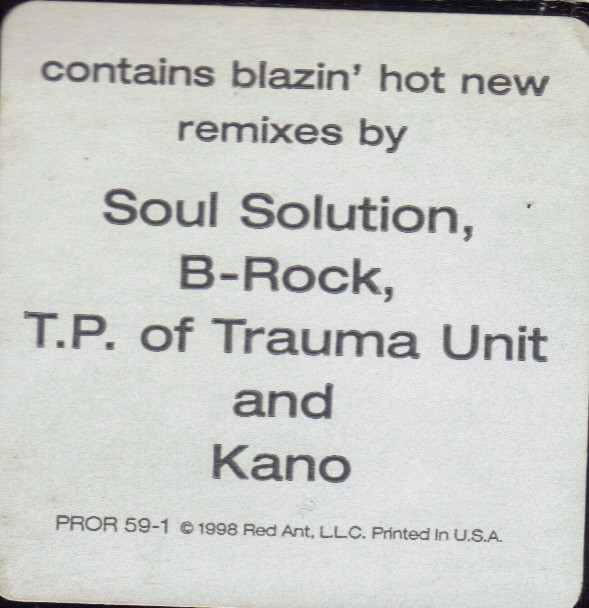 contains blazin' hot new
remixes by
Soul Solution,
B-Rock,
T.P. of Trauma Unit
and
Kano
PROR 59-1 © 1998 Red Ant, L.L.C. Printed In U.S.A.